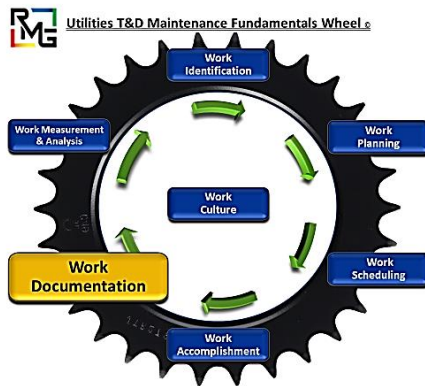 RMG
Utilities T&D Maintenance Fundamentals Wheel ©
Work
Identification
Work
Planning
Work
Scheduling
Work
Accomplishment
Work
Documentation
Work Measurement
& Analysis
Work
Culture